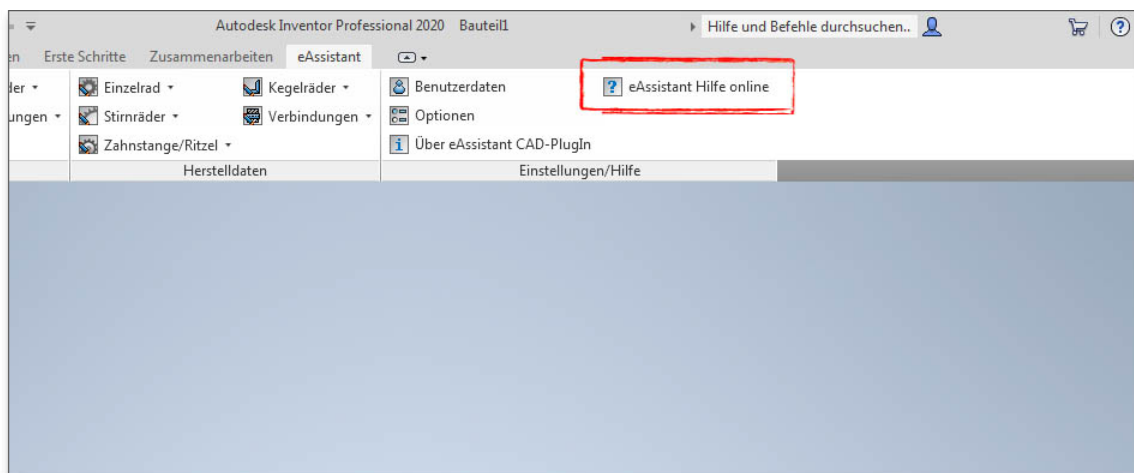 Autodesk Inventor Professional 2020 Bauteil1 Hilfe und Befehle durchsuchen..
Erste Schritte Zusammenarbeiten eAssistant
Einzelrad Kegelräder Benutzerdaten eAssistant Hilfe online
Stirnräder Verbindungen Optionen
Zahnstange/Ritzel Über eAssistant CAD-PlugIn
Herstelldaten Einstellungen/Hilfe